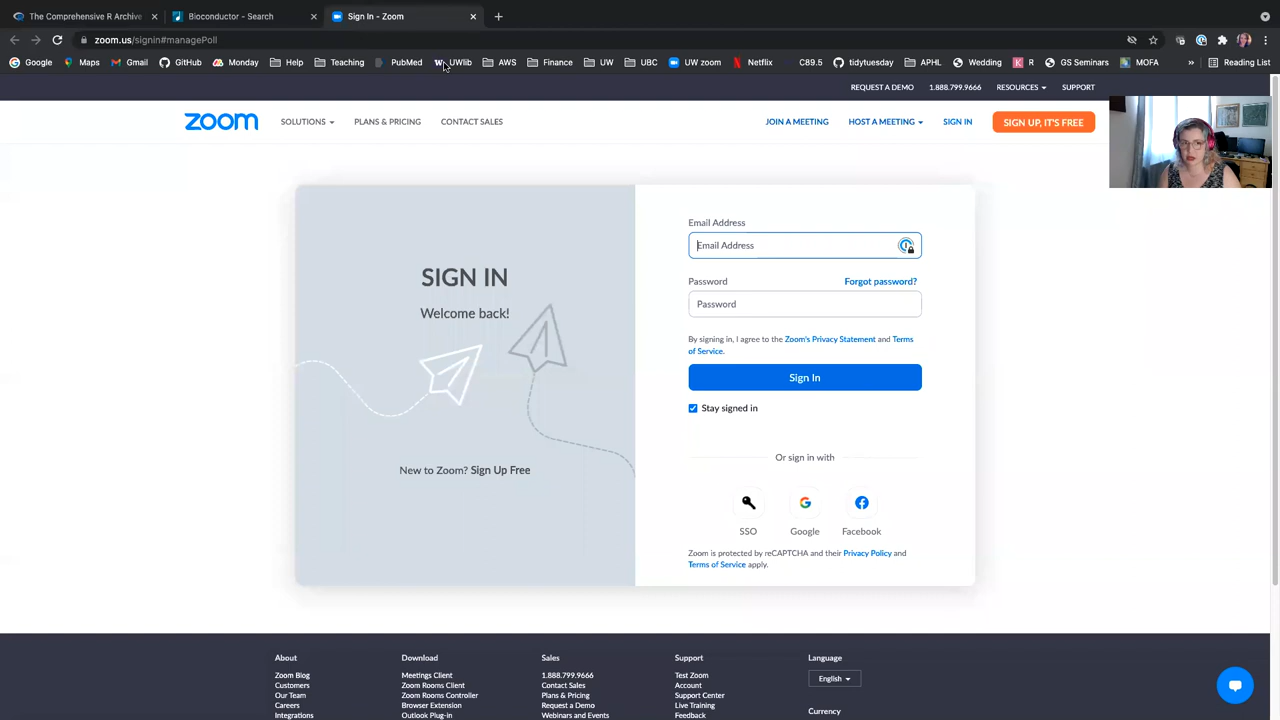 The Comprehensive R Archive
Bioconductor - Search
Sign In - Zoom
zoom.us/signin#managePoll
Google Maps Gmail GitHub Monday Help Teaching PubMed UWlib AWS Finance UW UBC UW zoom Netflix C89.5 tidytuesday APHL Wedding R GS Seminars MOFA » Reading List
REQUEST A DEMO 1.888.799.9666 RESOURCES SUPPORT
zoom SOLUTIONS PLANS & PRICING CONTACT SALES JOIN A MEETING HOST A MEETING SIGN IN SIGN UP, IT'S FREE
SIGN IN
Welcome back!
New to Zoom? Sign Up Free
Email Address
Email Address
Password Forgot password?
Password
By signing in, I agree to the Zoom's Privacy Statement and Terms
of Service.
Sign In
Stay signed in
Or sign in with
SSO Google Facebook
Zoom is protected by reCAPTCHA and their Privacy Policy and
Terms of Service apply.
About
Zoom Blog
Customers
Our Team
Careers
Integrations
Download
Meetings Client
Zoom Rooms Client
Zoom Rooms Controller
Browser Extension
Outlook Plug-in
Sales
1.888.799.9666
Contact Sales
Plans & Pricing
Request a Demo
Webinars and Events
Support
Test Zoom
Account
Support Center
Live Training
Feedback
Language
English
Currency